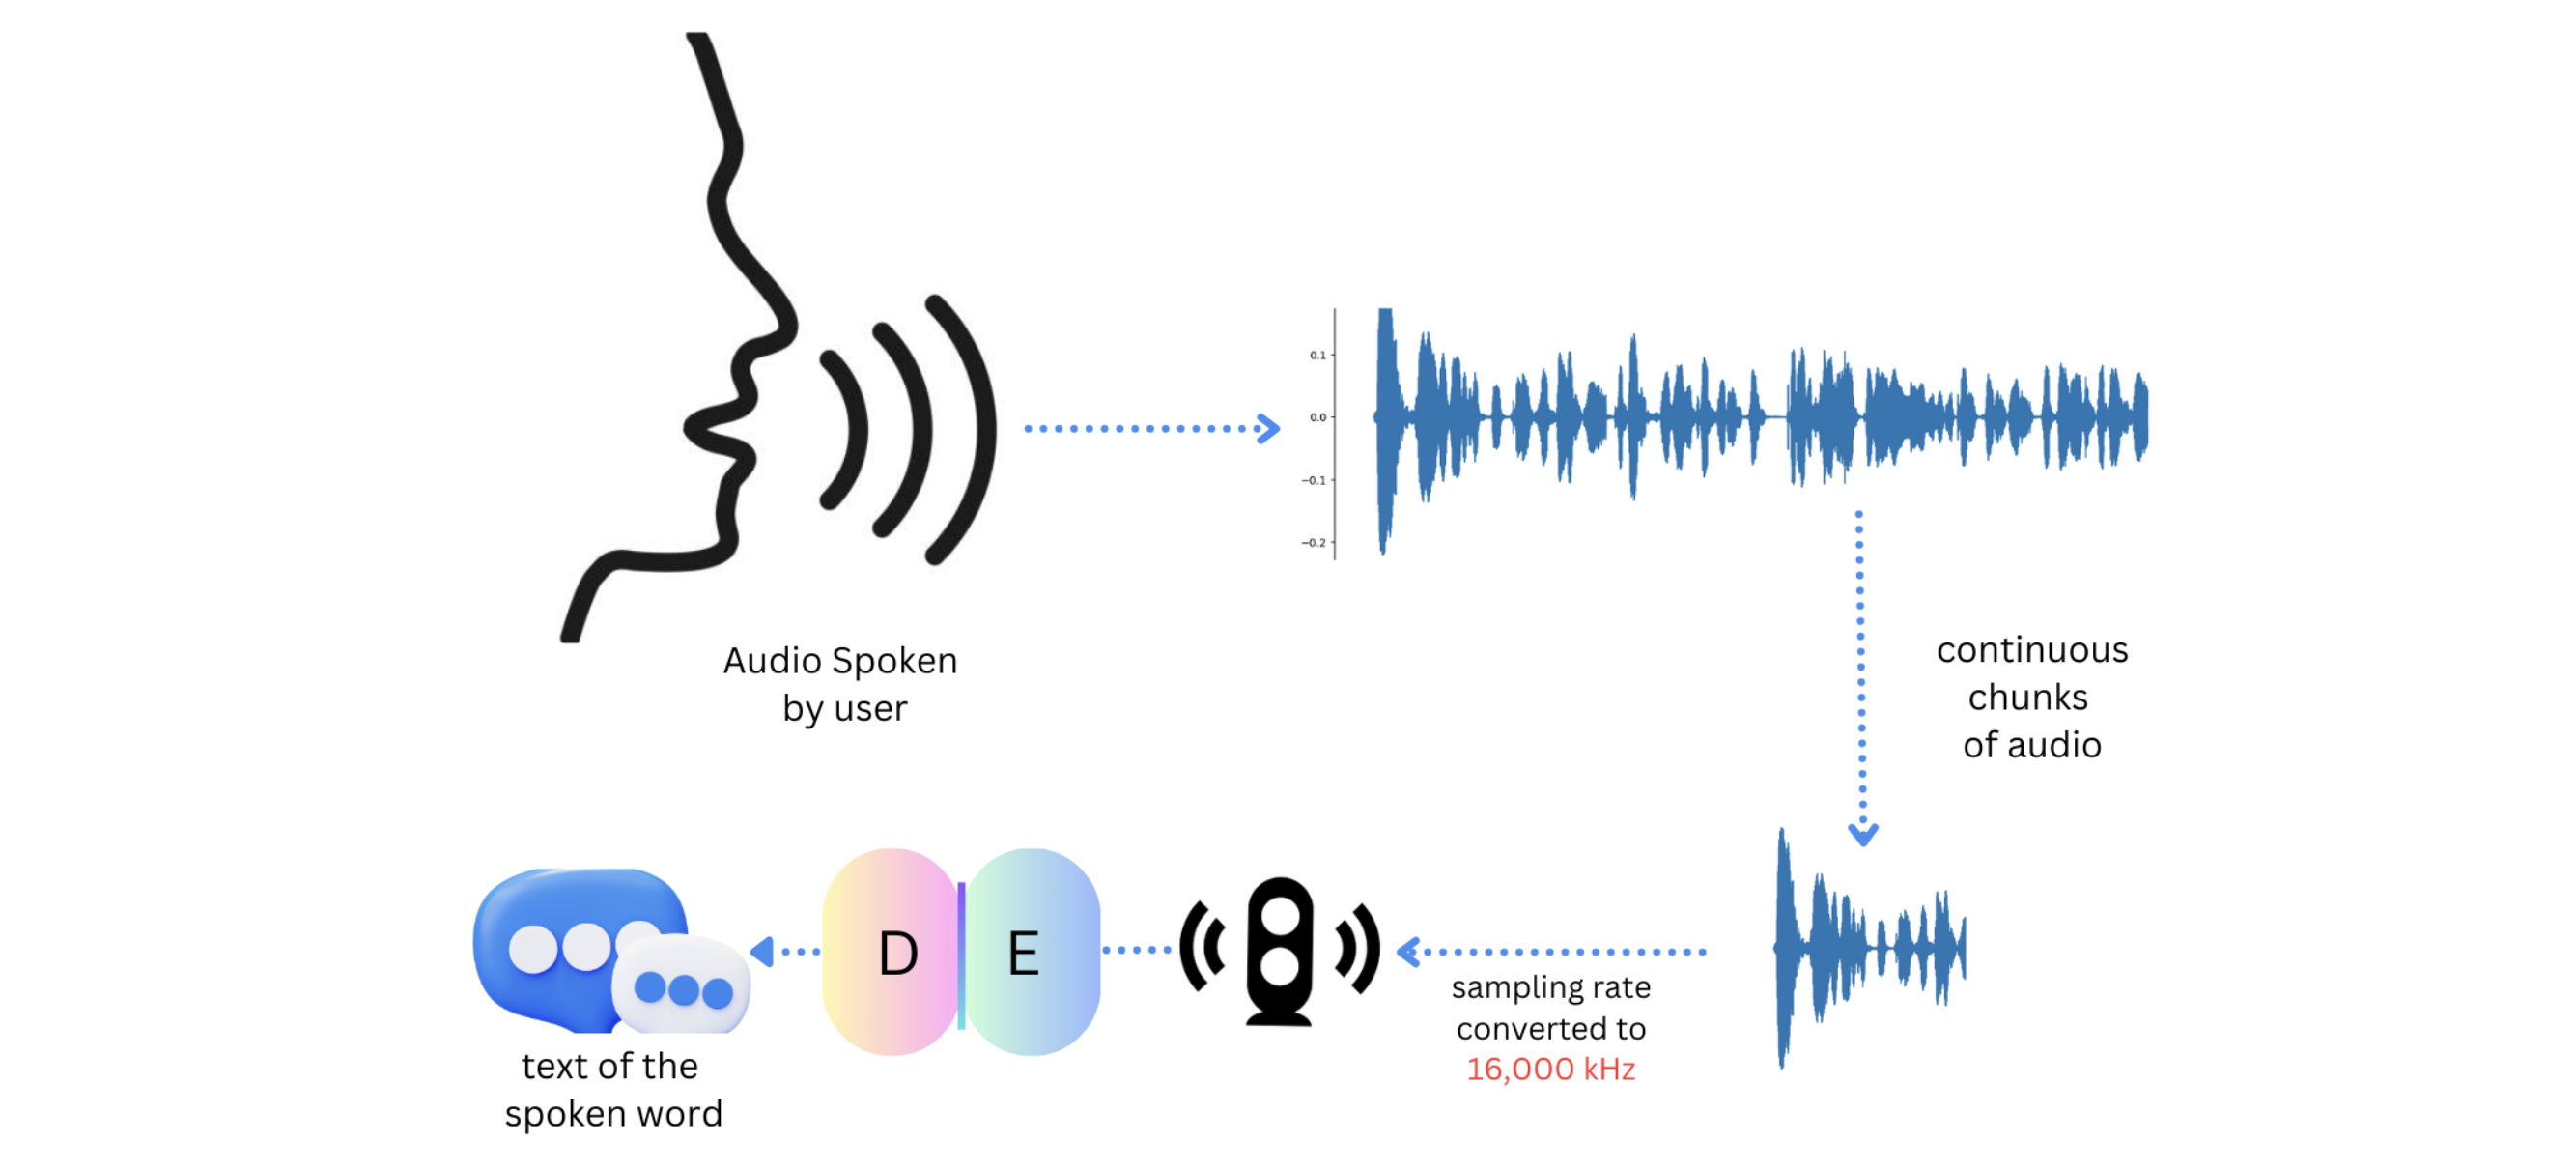 Audio Spoken
by user
0.1
0.0
−0.1
−0.2
continuous
chunks
of audio
sampling rate
converted to
16,000 kHz
D
E
text of the
spoken word